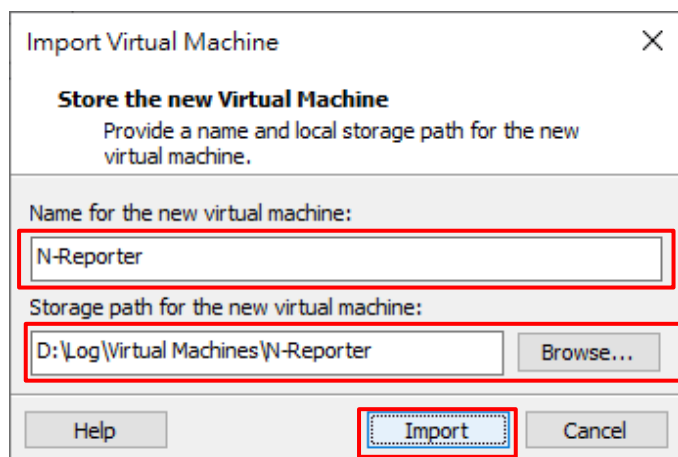 Import Virtual Machine
Store the new Virtual Machine
Provide a name and local storage path for the new
virtual machine.
Name for the new virtual machine:
N-Reporter
Storage path for the new virtual machine:
D:\Log\Virtual Machines\N-Reporter
Browse...
Help
Import
Cancel